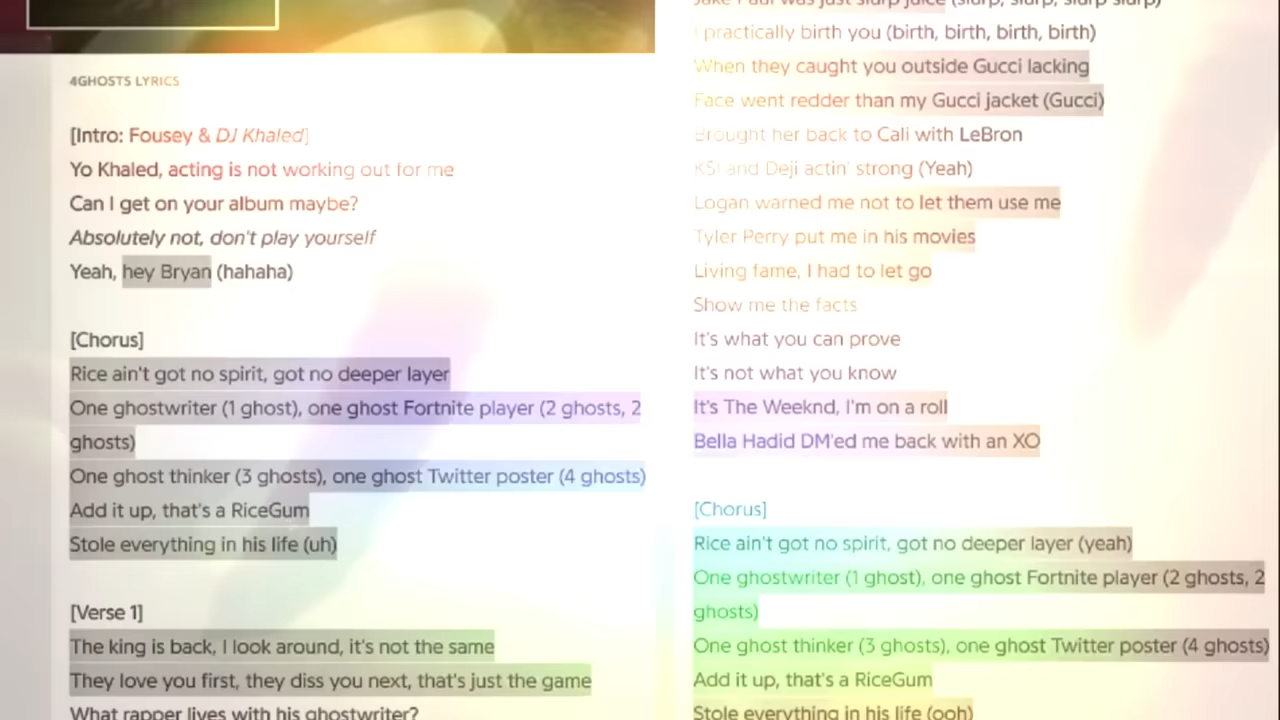 4GHOSTS LYRICS
[Intro: Fousey & DJ Khaled]
Yo Khaled, acting is not working out for me
Can I get on your album maybe?
Absolutely not, don't play yourself
Yeah, hey Bryan (hahaha)
[Chorus]
Rice ain't got no spirit, got no deeper layer
One ghostwriter (1 ghost), one ghost Fortnite player (2 ghosts, 2
ghosts)
One ghost thinker (3 ghosts), one ghost Twitter poster (4 ghosts)
Add it up, that's a RiceGum
Stole everything in his life (uh)
[Verse 1]
The king is back, I look around, it's not the same
They love you first, they diss you next, that's just the game
What rapper lives with his ghostwriter?
Jake Paul was just slurp juice (slurp, slurp, slurp slurp)
I practically birth you (birth, birth, birth, birth)
When they caught you outside Gucci lacking
Face went redder than my Gucci jacket (Gucci)
Brought her back to Cali with LeBron
KSI and Deji actin' strong (Yeah)
Logan warned me not to let them use me
Tyler Perry put me in his movies
Living fame, I had to let go
Show me the facts
It's what you can prove
It's not what you know
It's The Weeknd, I'm on a roll
Bella Hadid DM'ed me back with an XO
[Chorus]
Rice ain't got no spirit, got no deeper layer (yeah)
One ghostwriter (1 ghost), one ghost Fortnite player (2 ghosts, 2
ghosts)
One ghost thinker (3 ghosts), one ghost Twitter poster (4 ghosts)
Add it up, that's a RiceGum
Stole everything in his life (ooh)